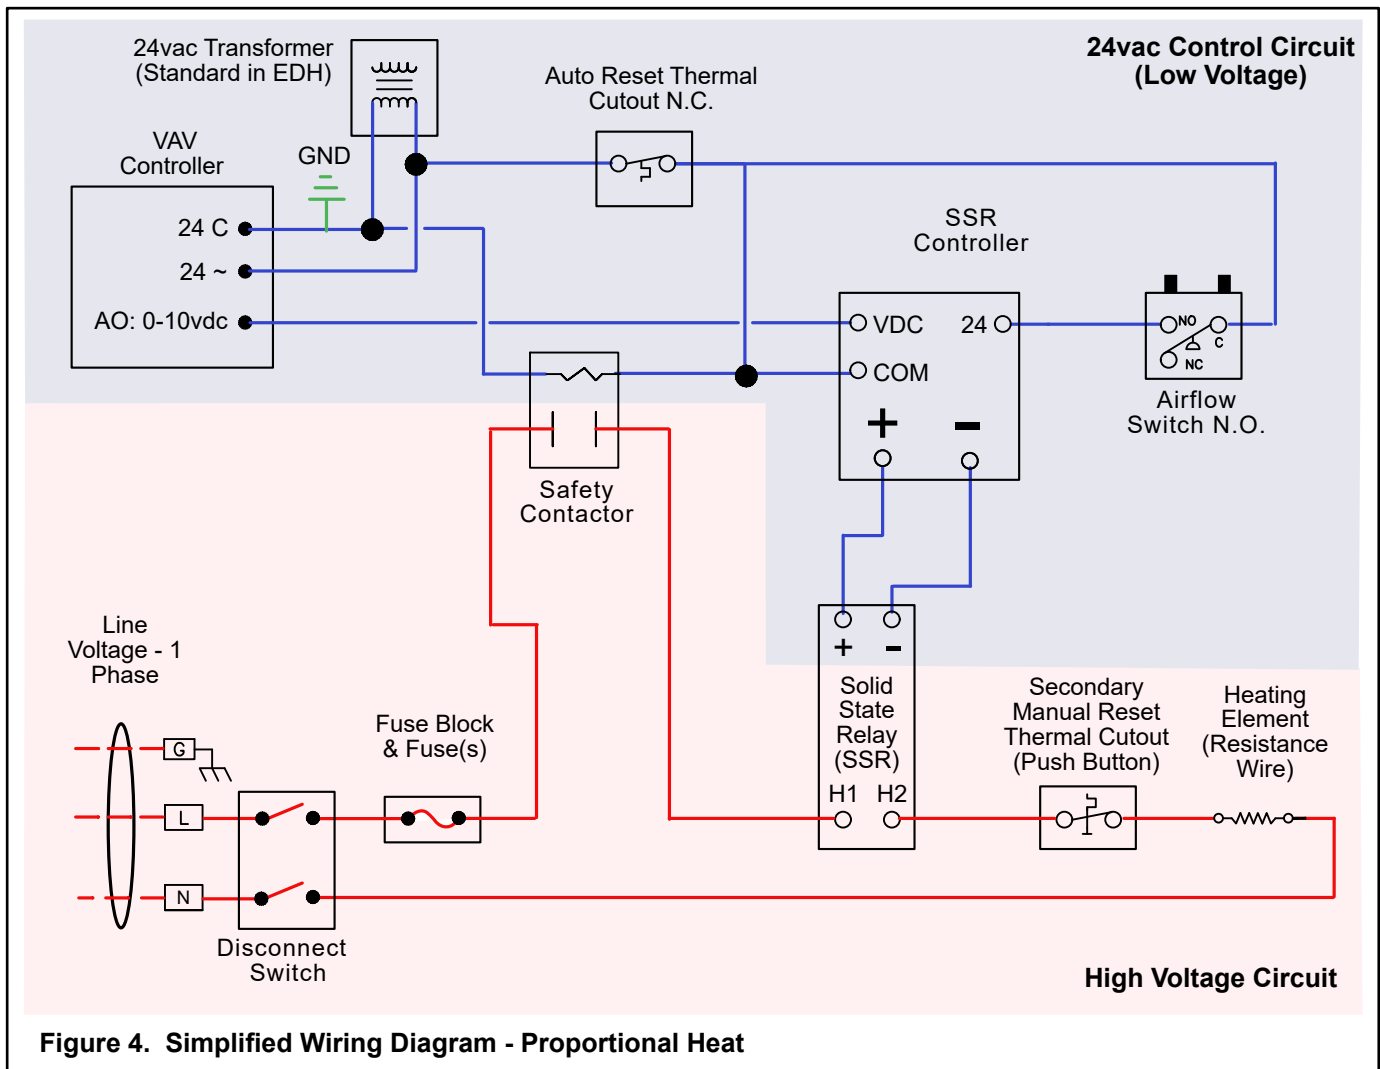 24vac Transformer
(Standard in EDH)
24vac Control Circuit
(Low Voltage)
Auto Reset Thermal
Cutout N.C.
VAV
Controller
GND
24 C
24 ~
AO: 0-10vdc
SSR
Controller
VDC
24
COM
+
-
NO
C
NC
Airflow
Switch N.O.
Safety
Contactor
Line
Voltage - 1
Phase
G
L
N
Fuse Block
& Fuse(s)
Disconnect
Switch
+
-
Solid
State
Relay
(SSR)
H1 H2
Secondary
Manual Reset
Thermal Cutout
(Push Button)
Heating
Element
(Resistance
Wire)
High Voltage Circuit
Figure 4. Simplified Wiring Diagram - Proportional Heat